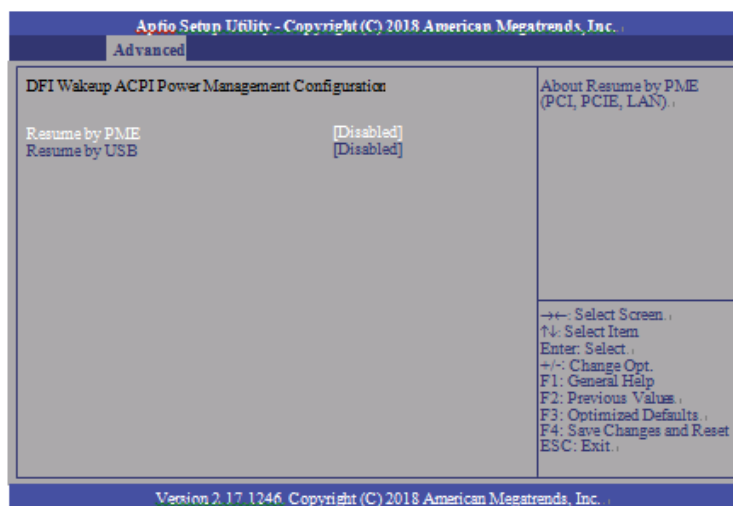 Aptio Setup Utility - Copyright (C) 2018 American Megatrends, Inc.
Advanced
DFI Wakeup ACPI Power Management Configuration
Resume by PME [Disabled]
Resume by USB [Disabled]
About Resume by PME
(PCI, PCIE, LAN).
→←: Select Screen.
↑↓: Select Item
Enter: Select.
+/-: Change Opt.
F1: General Help
F2: Previous Values.
F3: Optimized Defaults.
F4: Save Changes and Reset
ESC: Exit.
Version 2.17.1246. Copyright (C) 2018 American Megatrends, Inc.